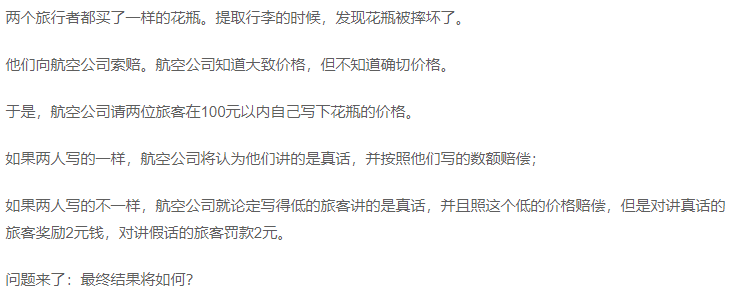 两个旅行者都买了一样的花瓶。提取行李的时候，发现花瓶被摔坏了。
他们向航空公司索赔。航空公司知道大致价格，但不知道确切价格。
于是，航空公司请两位旅客在100元以内自己写下花瓶的价格。
如果两人写的一样，航空公司将认为他们讲的是真话，并按照他们写的数额赔偿；
如果两人写的不一样，航空公司就论定写得低的旅客讲的是真话，并且照这个低的价格赔偿，但是对讲真话的
旅客奖励2元钱，对讲假话的旅客罚款2元。
问题来了：最终结果将如何？